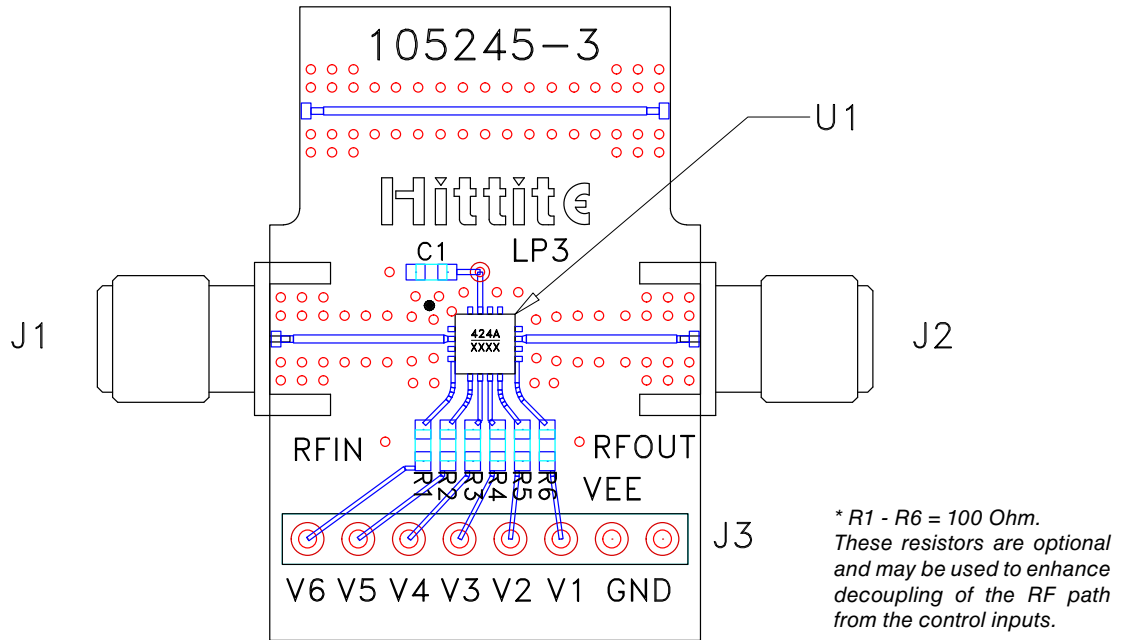 105245-3
U1
Hittite
C1
LP3
J1
424A
XXXX
J2
RFIN
RFOUT
R1
R2
R3
R4
R5
R6
VEE
J3
V6 V5 V4 V3 V2 V1 GND
* R1 - R6 = 100 Ohm.
These resistors are optional
and may be used to enhance
decoupling of the RF path
from the control inputs.